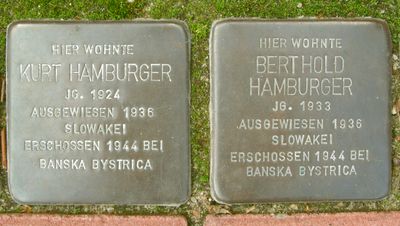 HIER WOHNTE
KURT HAMBURGER
JG. 1924
AUSGEWIESEN 1936
SLOWAKEI
ERSCHOSSEN 1944 BEI
BANSKA BYSTRICA
HIER WOHNTE
BERTHOLD
HAMBURGER
JG. 1933
AUSGEWIESEN 1936
SLOWAKEI
ERSCHOSSEN 1944 BEI
BANSKA BYSTRICA